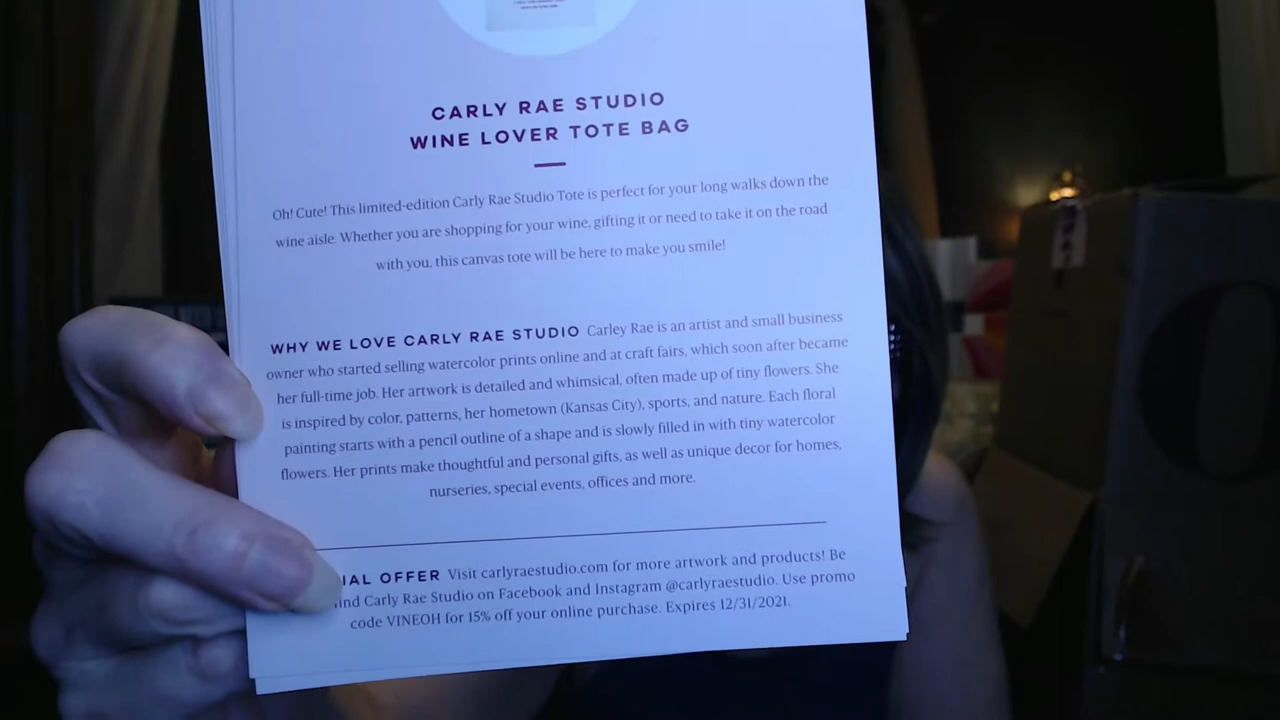 CARLY RAE STUDIO
WINE LOVER TOTE BAG
Oh! Cute! This limited-edition Carly Rae Studio Tote is perfect for your long walks down the
wine aisle. Whether you are shopping for your wine, gifting it or need to take it on the road
with you, this canvas tote will be here to make you smile!
WHY WE LOVE CARLY RAE STUDIO Carley Rae is an artist and small business
owner who started selling watercolor prints online and at craft fairs, which soon after became
her full-time job. Her artwork is detailed and whimsical, often made up of tiny flowers. She
is inspired by color, patterns, her hometown (Kansas City), sports, and nature. Each floral
painting starts with a pencil outline of a shape and is slowly filled in with tiny watercolor
flowers. Her prints make thoughtful and personal gifts, as well as unique decor for homes,
nurseries, special events, offices and more.
IAL OFFER Visit carlyraestudio.com for more artwork and products! Be
ind Carly Rae Studio on Facebook and Instagram @carlyraestudio. Use promo
code VINEOH for 15% off your online purchase. Expires 12/31/2021.